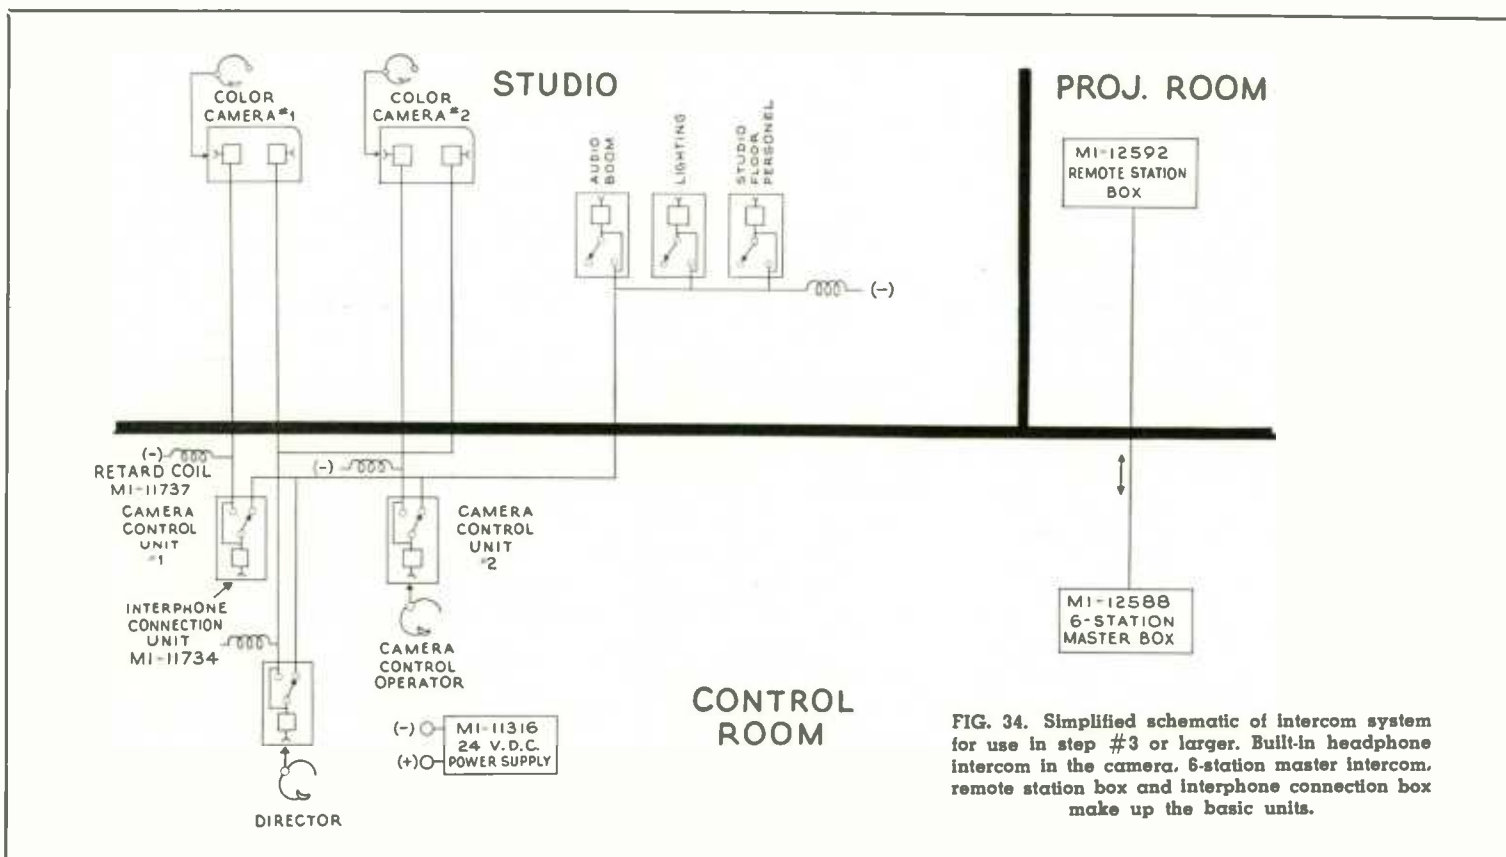 STUDIO
PROJ. ROOM
COLOR
CAMERA #1
COLOR
CAMERA #2
AUDIO
BOOM
LIGHTING
STUDIO
FLOOR
PERSONEL
MI-12592
REMOTE STATION
BOX
(-)
(-)
RETARD COIL
MI-11737
(-)
CAMERA
CONTROL
UNIT
#1
CAMERA
CONTROL
UNIT
#2
INTERPHONE
CONNECTION
UNIT
MI-11734
CAMERA
CONTROL
OPERATOR
MI-12588
6-STATION
MASTER BOX
CONTROL
ROOM
(-)
(+)
MI-11316
24 V.D.C.
POWER SUPPLY
DIRECTOR
FIG. 34. Simplified schematic of intercom system
for use in step #3 or larger. Built-in headphone
intercom in the camera, 6-station master intercom,
remote station box and interphone connection box
make up the basic units.